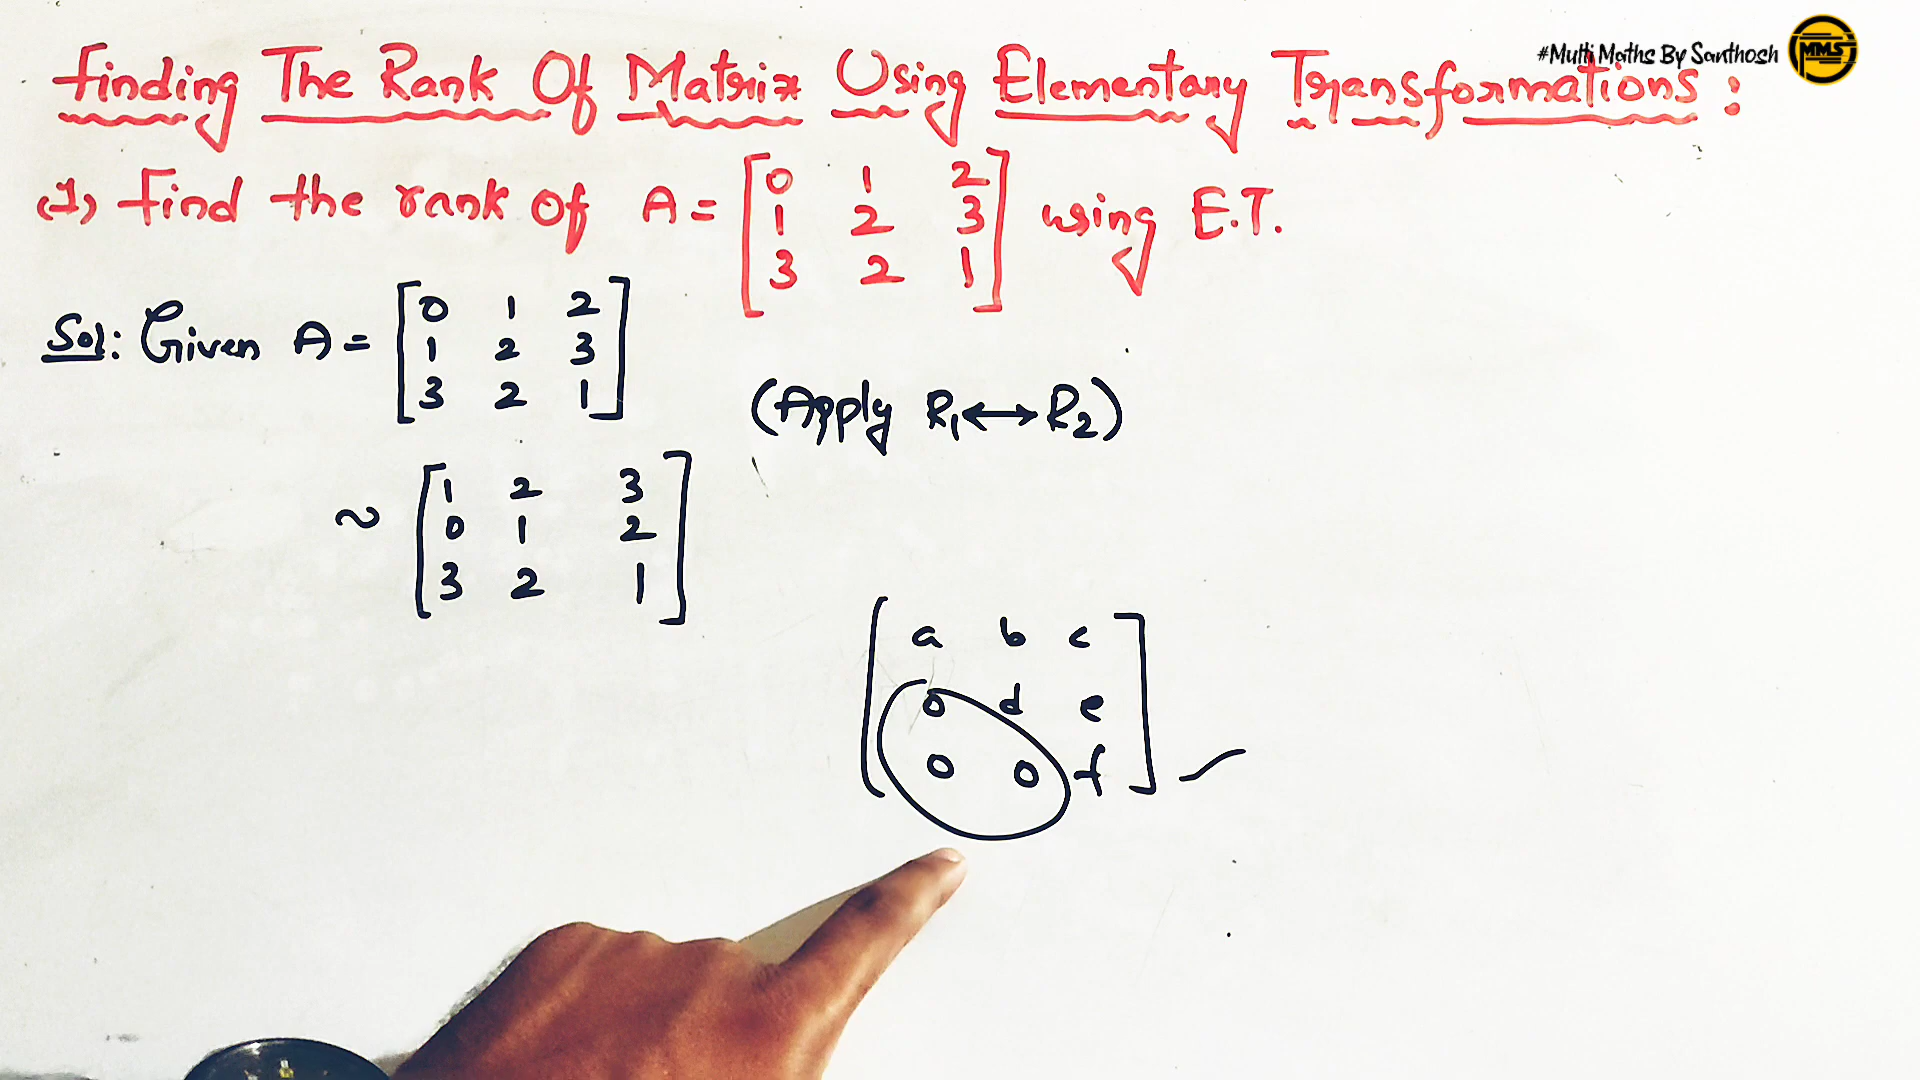 #Multi Maths By Santhosh MMS
Finding The Rank Of Matrix Using Elementary Transformations :
(1) Find the rank of A = [0 1 2
1 2 3
3 2 1] using E.T.
Sol: Given A = [0 1 2
1 2 3
3 2 1]
(Apply R₁↔R₂)
~ [1 2 3
0 1 2
3 2 1]
[a b c
0 d e
0 0 f]